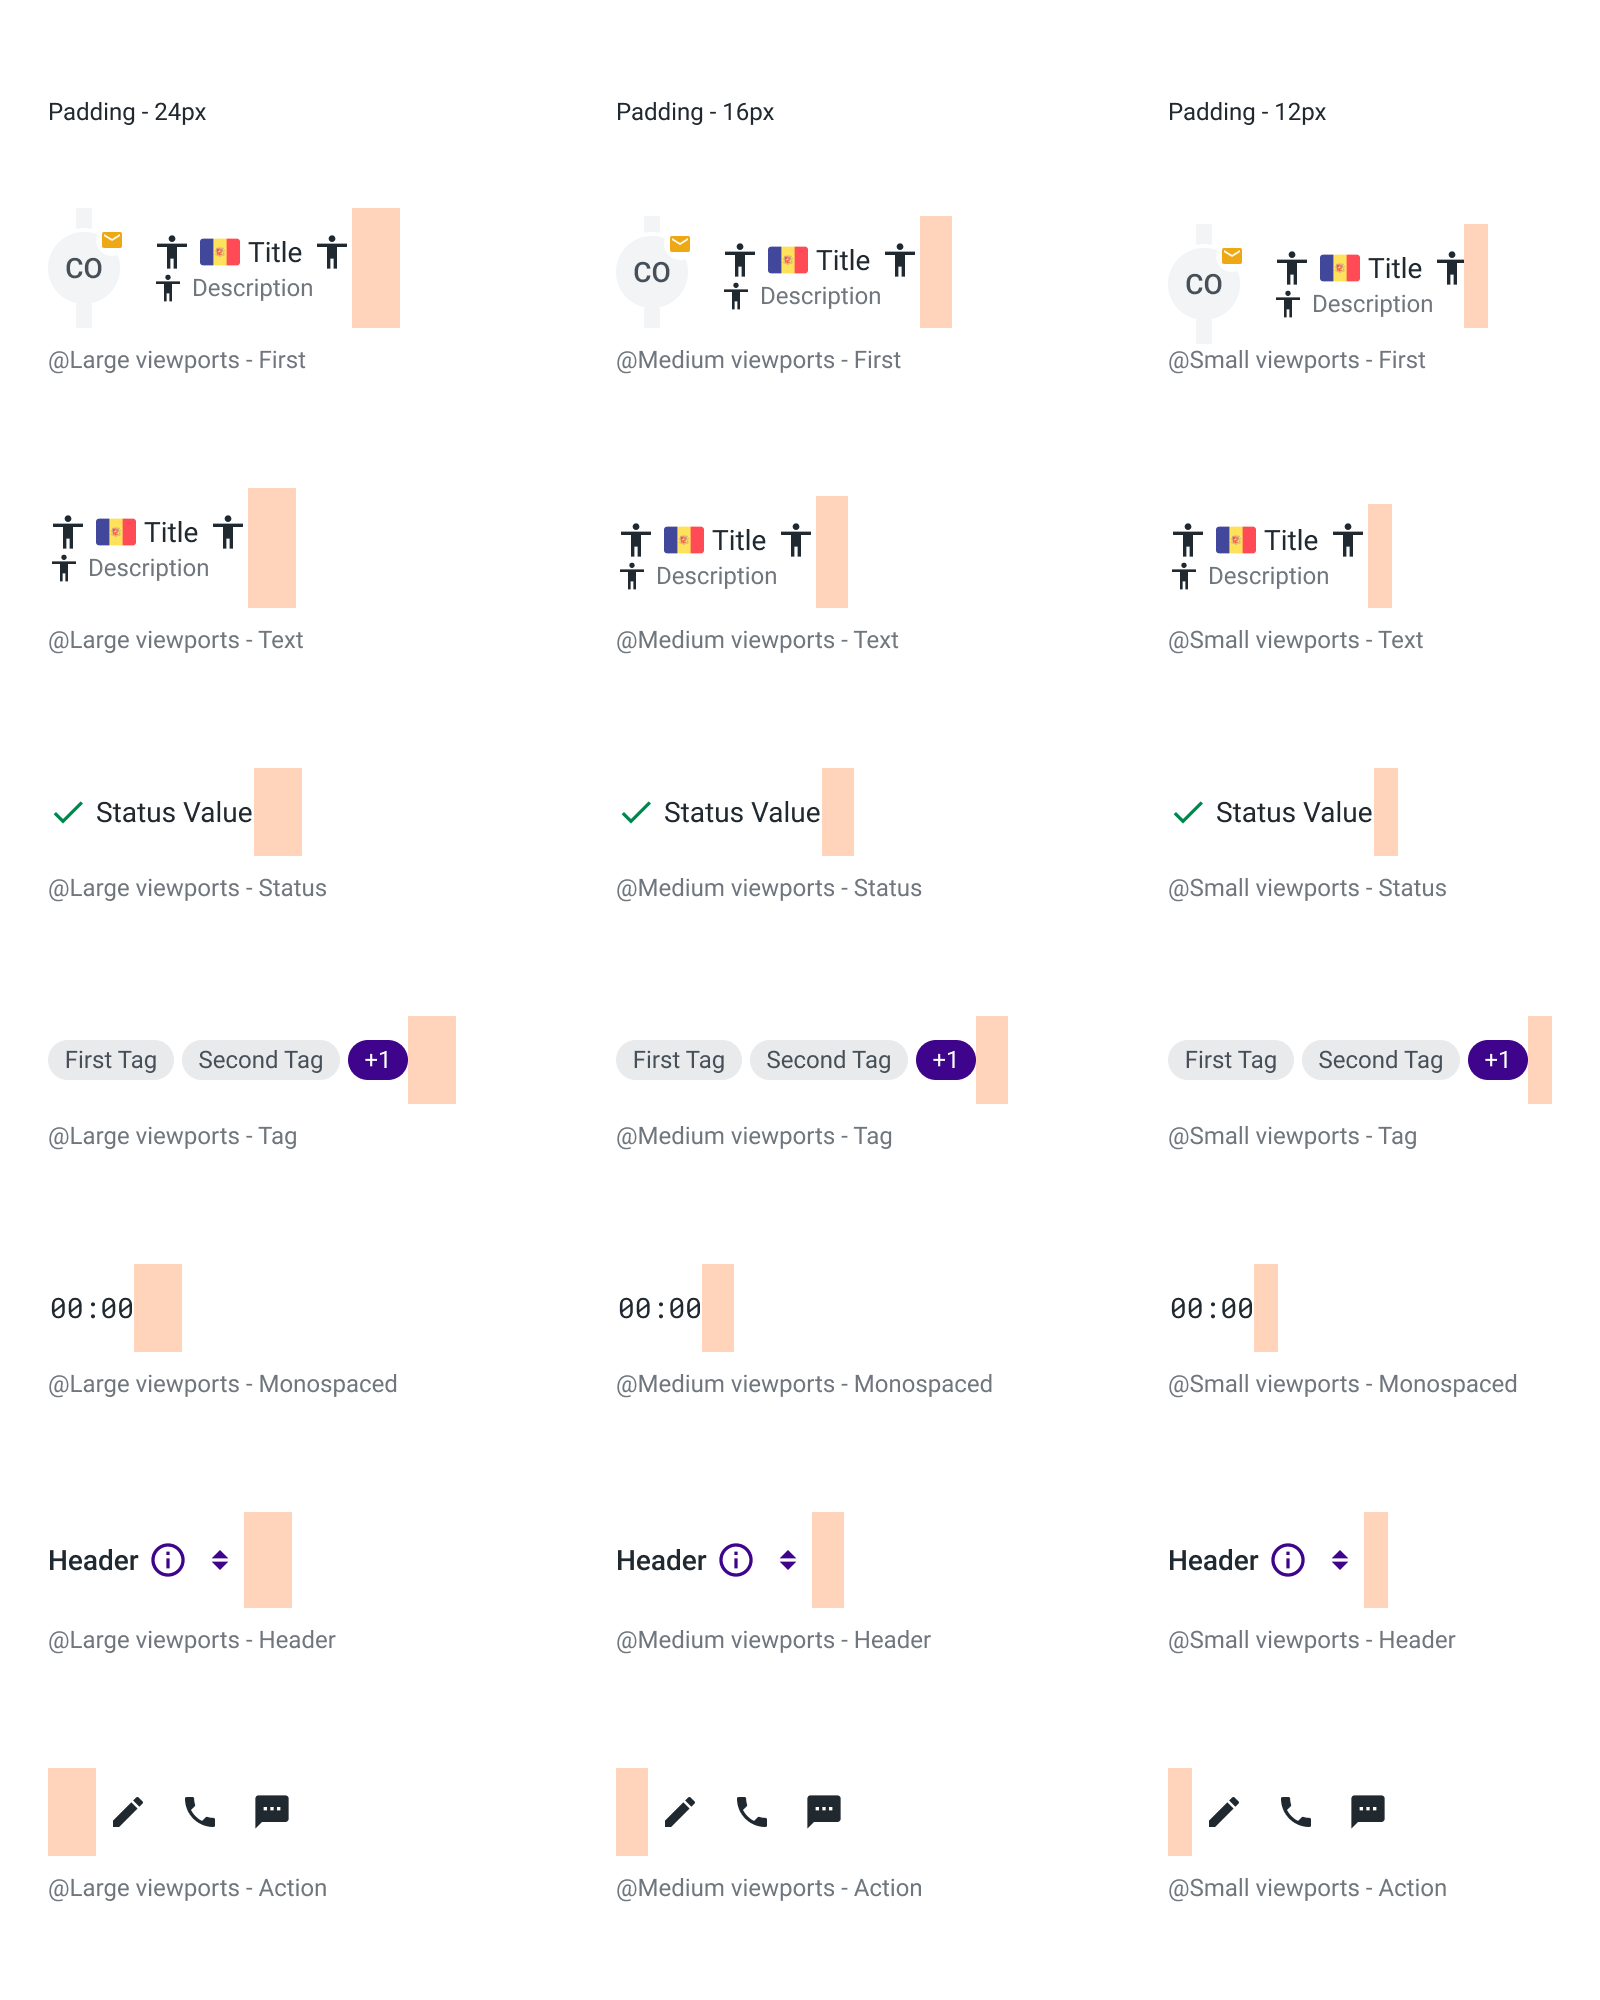 Padding - 24px
Padding - 16px
Padding - 12px
CO
Title
Description
CO
Title
Description
CO
Title
Description
@Large viewports - First
@Medium viewports - First
@Small viewports - First
Title
Description
Title
Description
Title
Description
@Large viewports - Text
@Medium viewports - Text
@Small viewports - Text
Status Value
Status Value
Status Value
@Large viewports - Status
@Medium viewports - Status
@Small viewports - Status
First Tag Second Tag +1
First Tag Second Tag +1
First Tag Second Tag +1
@Large viewports - Tag
@Medium viewports - Tag
@Small viewports - Tag
00:00
00:00
00:00
@Large viewports - Monospaced
@Medium viewports - Monospaced
@Small viewports - Monospaced
Header
Header
Header
@Large viewports - Header
@Medium viewports - Header
@Small viewports - Header
@Large viewports - Action
@Medium viewports - Action
@Small viewports - Action